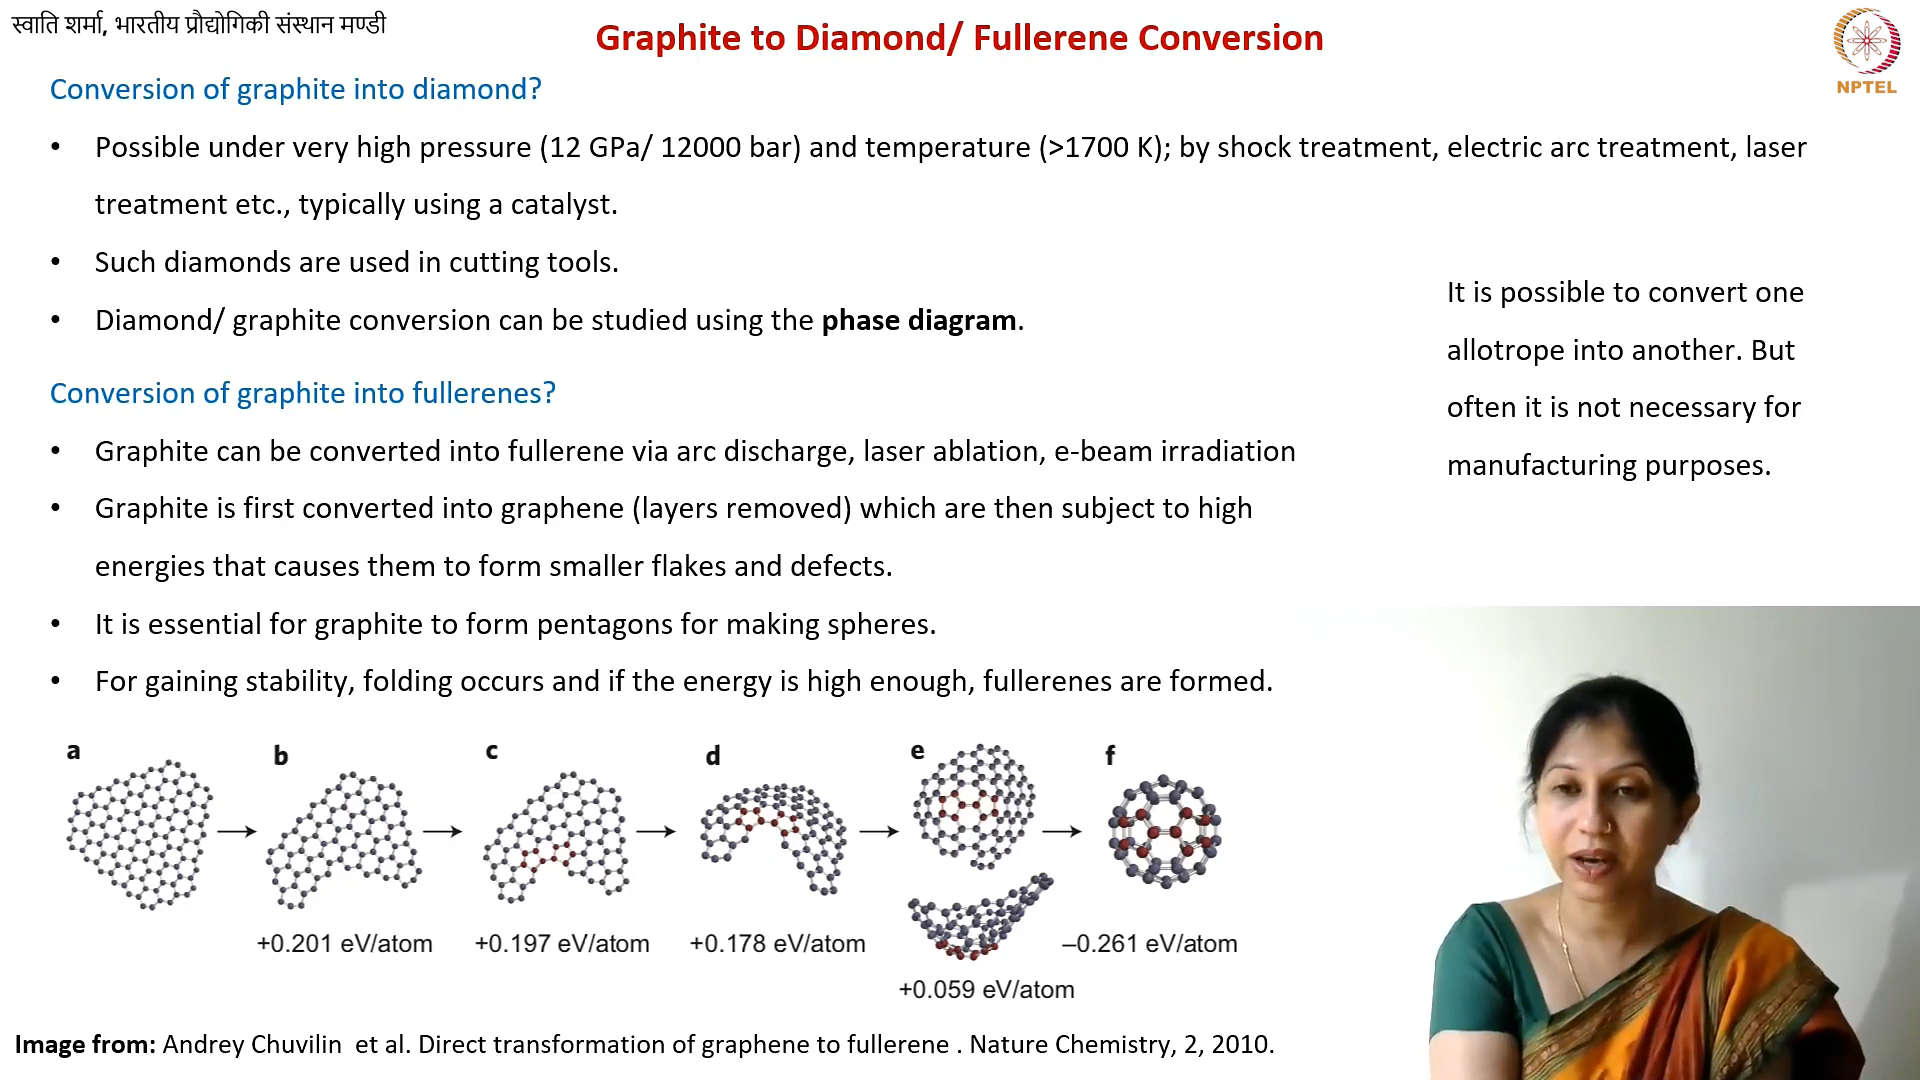 स्वाति शर्मा, भारतीय प्रौद्योगिकी संस्थान मण्डी
Graphite to Diamond/ Fullerene Conversion
NPTEL
Conversion of graphite into diamond?
• Possible under very high pressure (12 GPa/ 12000 bar) and temperature (>1700 K); by shock treatment, electric arc treatment, laser
treatment etc., typically using a catalyst.
• Such diamonds are used in cutting tools.
• Diamond/ graphite conversion can be studied using the phase diagram.
It is possible to convert one
allotrope into another. But
often it is not necessary for
manufacturing purposes.
Conversion of graphite into fullerenes?
• Graphite can be converted into fullerene via arc discharge, laser ablation, e-beam irradiation
• Graphite is first converted into graphene (layers removed) which are then subject to high
energies that causes them to form smaller flakes and defects.
• It is essential for graphite to form pentagons for making spheres.
• For gaining stability, folding occurs and if the energy is high enough, fullerenes are formed.
a b c d e f
+0.201 eV/atom +0.197 eV/atom +0.178 eV/atom –0.261 eV/atom
+0.059 eV/atom
Image from: Andrey Chuvilin et al. Direct transformation of graphene to fullerene . Nature Chemistry, 2, 2010.